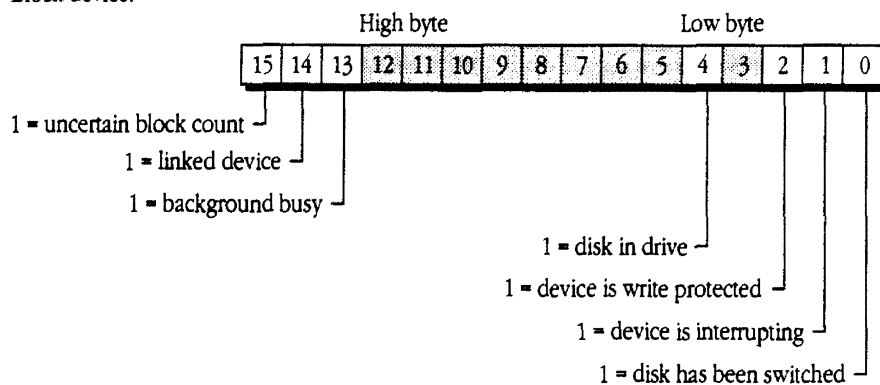 Block device:
High byte Low byte
15 14 13 12 11 10 9 8 7 6 5 4 3 2 1 0
1 = uncertain block count
1 = linked device
1 = background busy
1 = disk in drive
1 = device is write protected
1 = device is interrupting
1 = disk has been switched